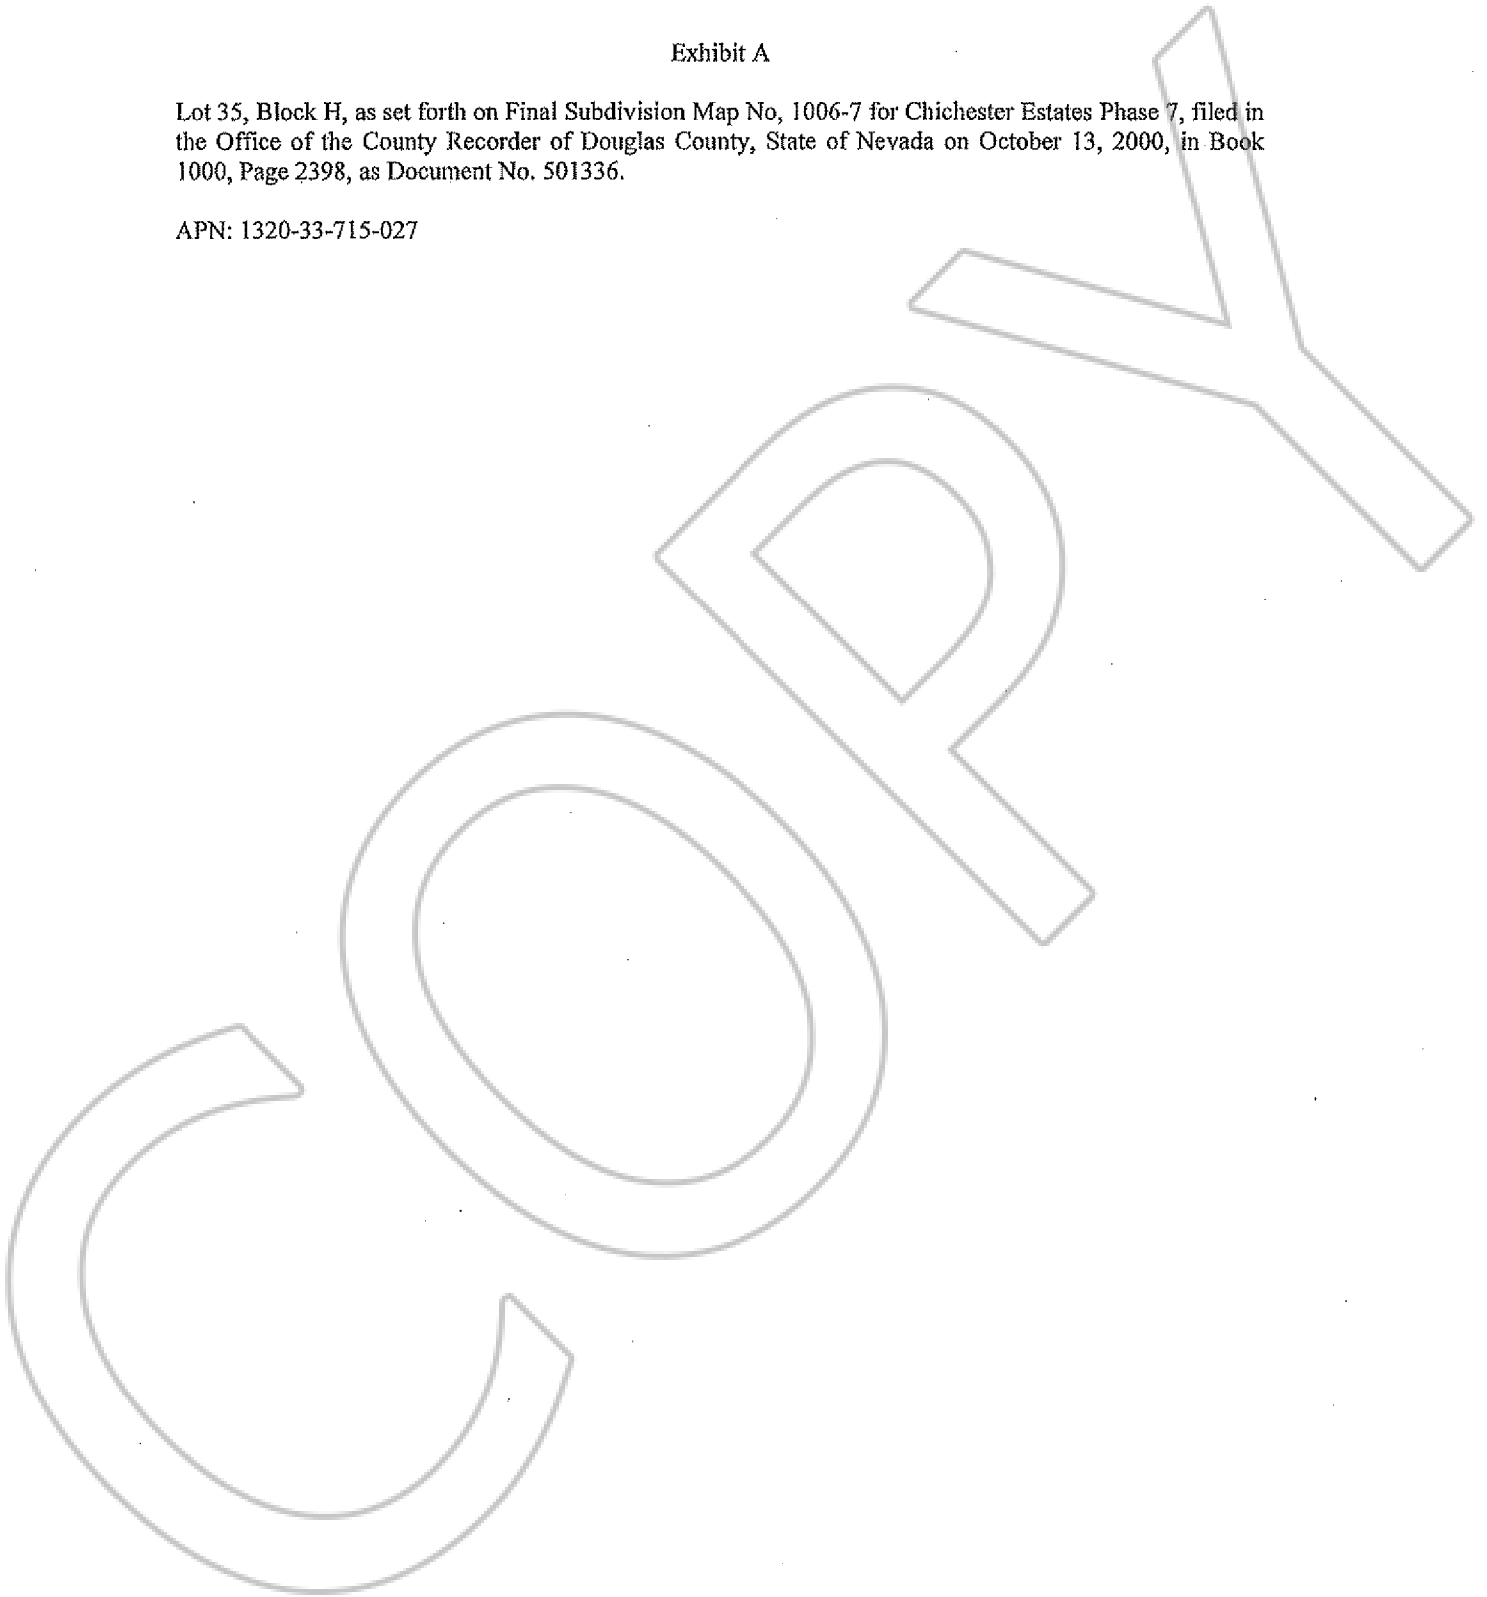 Exhibit A
Lot 35, Block H, as set forth on Final Subdivision Map No, 1006-7 for Chichester Estates Phase 7, filed in
the Office of the County Recorder of Douglas County, State of Nevada on October 13, 2000, in Book
1000, Page 2398, as Document No. 501336.
APN: 1320-33-715-027
COPY